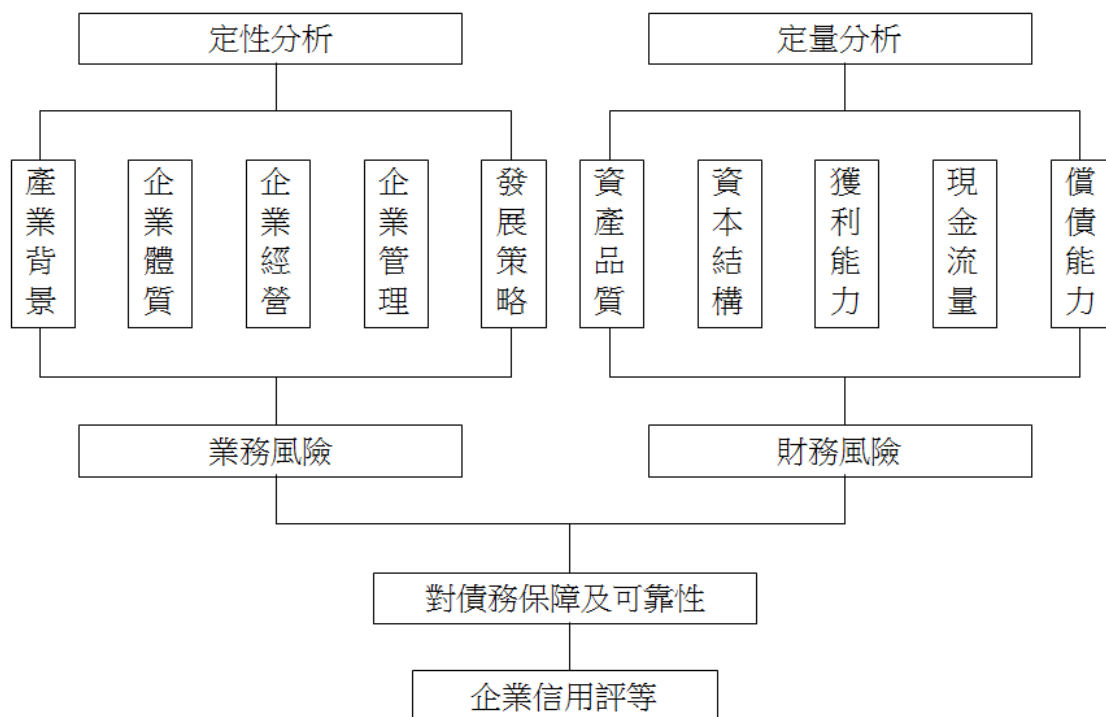 定性分析
定量分析
產業背景
企業體質
企業經營
企業管理
發展策略
資產品質
資本結構
獲利能力
現金流量
償債能力
業務風險
財務風險
對債務保障及可靠性
企業信用評等